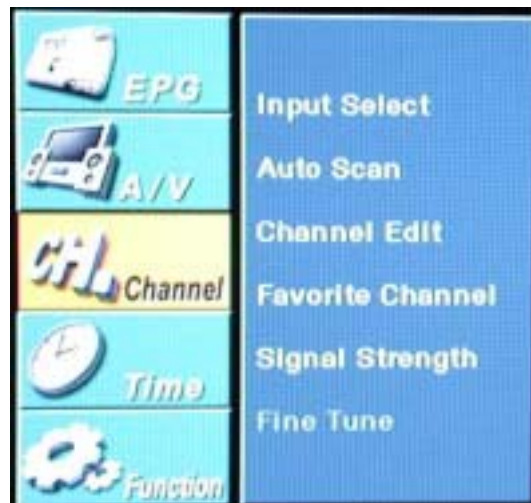 EPG
A/V
CH. Channel
Time
Function
Input Select
Auto Scan
Channel Edit
Favorite Channel
Signal Strength
Fine Tune